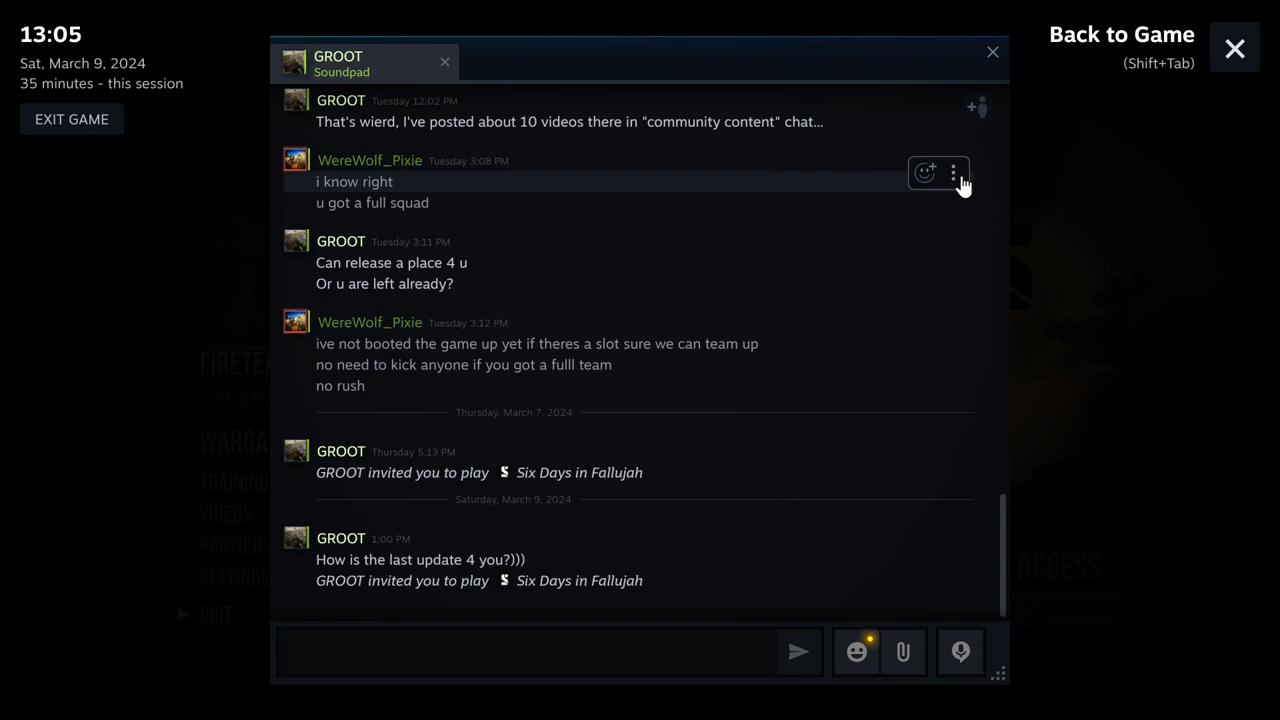 13:05
Sat, March 9, 2024
35 minutes - this session
EXIT GAME
Back to Game
(Shift+Tab)
GROOT
Soundpad
GROOT Tuesday 12:02 PM
That's wierd, I've posted about 10 videos there in "community content" chat...
WereWolf_Pixie Tuesday 3:08 PM
i know right
u got a full squad
GROOT Tuesday 3:11 PM
Can release a place 4 u
Or u are left already?
WereWolf_Pixie Tuesday 3:12 PM
ive not booted the game up yet if theres a slot sure we can team up
no need to kick anyone if you got a fulll team
no rush
Thursday, March 7, 2024
GROOT Thursday 5:13 PM
GROOT invited you to play Six Days in Fallujah
Saturday, March 9, 2024
GROOT 1:00 PM
How is the last update 4 you?)))
GROOT invited you to play Six Days in Fallujah
TRAINING
VIDEOS
QUIT
ACCESS